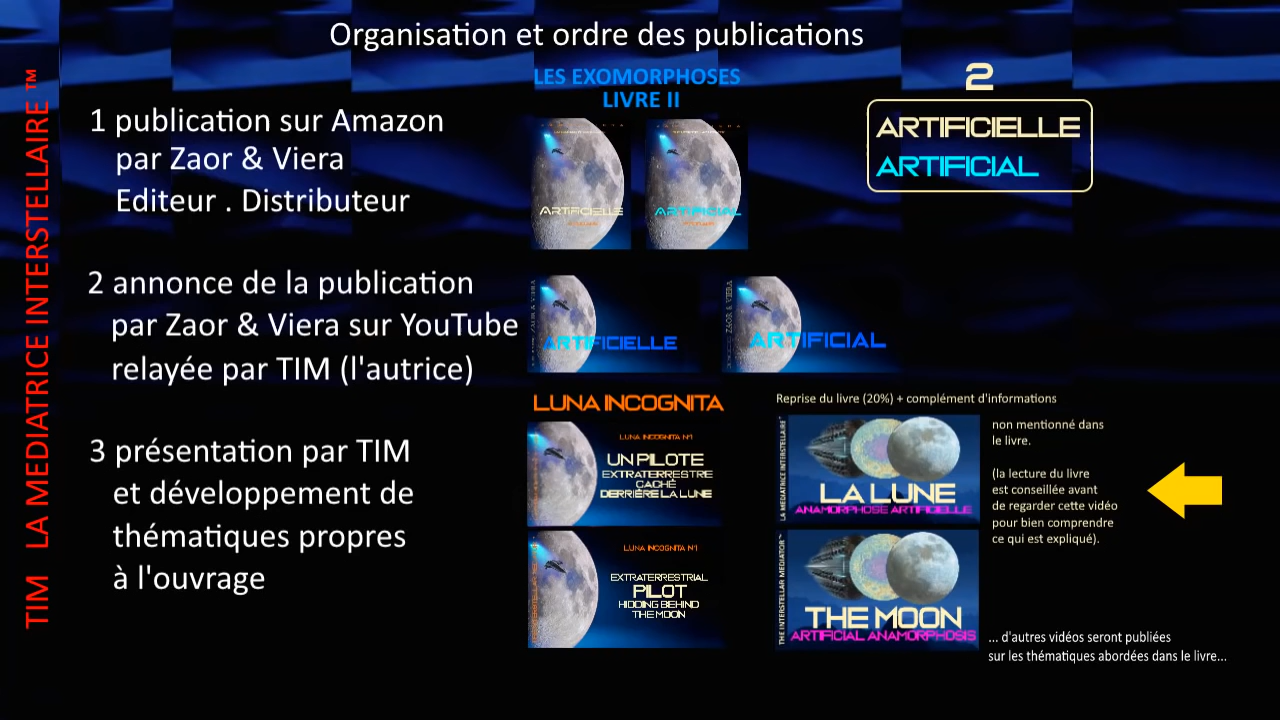 Organisation et ordre des publications
TIM LA MEDIATRICE INTERSTELLAIRE ™
1 publication sur Amazon
par Zaor & Viera
Editeur . Distributeur
LES EXOMORPHOSES
LIVRE II
ARTIFICIELLE
ARTIFICIAL
2
ARTIFICIELLE
ARTIFICIAL
2 annonce de la publication
par Zaor & Viera sur YouTube
relayée par TIM (l'autrice)
ARTIFICIELLE
ZAOR & VIERA
ARTIFICIAL
3 présentation par TIM
et développement de
thématiques propres
à l'ouvrage
LUNA INCOGNITA
LUNA INCOGNITA N°1
UN PILOTE
EXTRATERRESTRE
CACHÉ
DERRIÈRE LA LUNE
LUNA INCOGNITA N°1
EXTRATERRESTRIAL
PILOT
HIDDING BEHIND
THE MOON
Reprise du livre (20%) + complément d'informations
LA MEDIATRICE INTERSTELLAIRE™
LA LUNE
ANAMORPHOSE ARTIFICIELLE
THE INTERSTELLAR MEDIATOR™
THE MOON
ARTIFICIAL ANAMORPHOSIS
non mentionné dans
le livre.
(la lecture du livre
est conseillée avant
de regarder cette vidéo
pour bien comprendre
ce qui est expliqué).
... d'autres vidéos seront publiées
sur les thématiques abordées dans le livre...